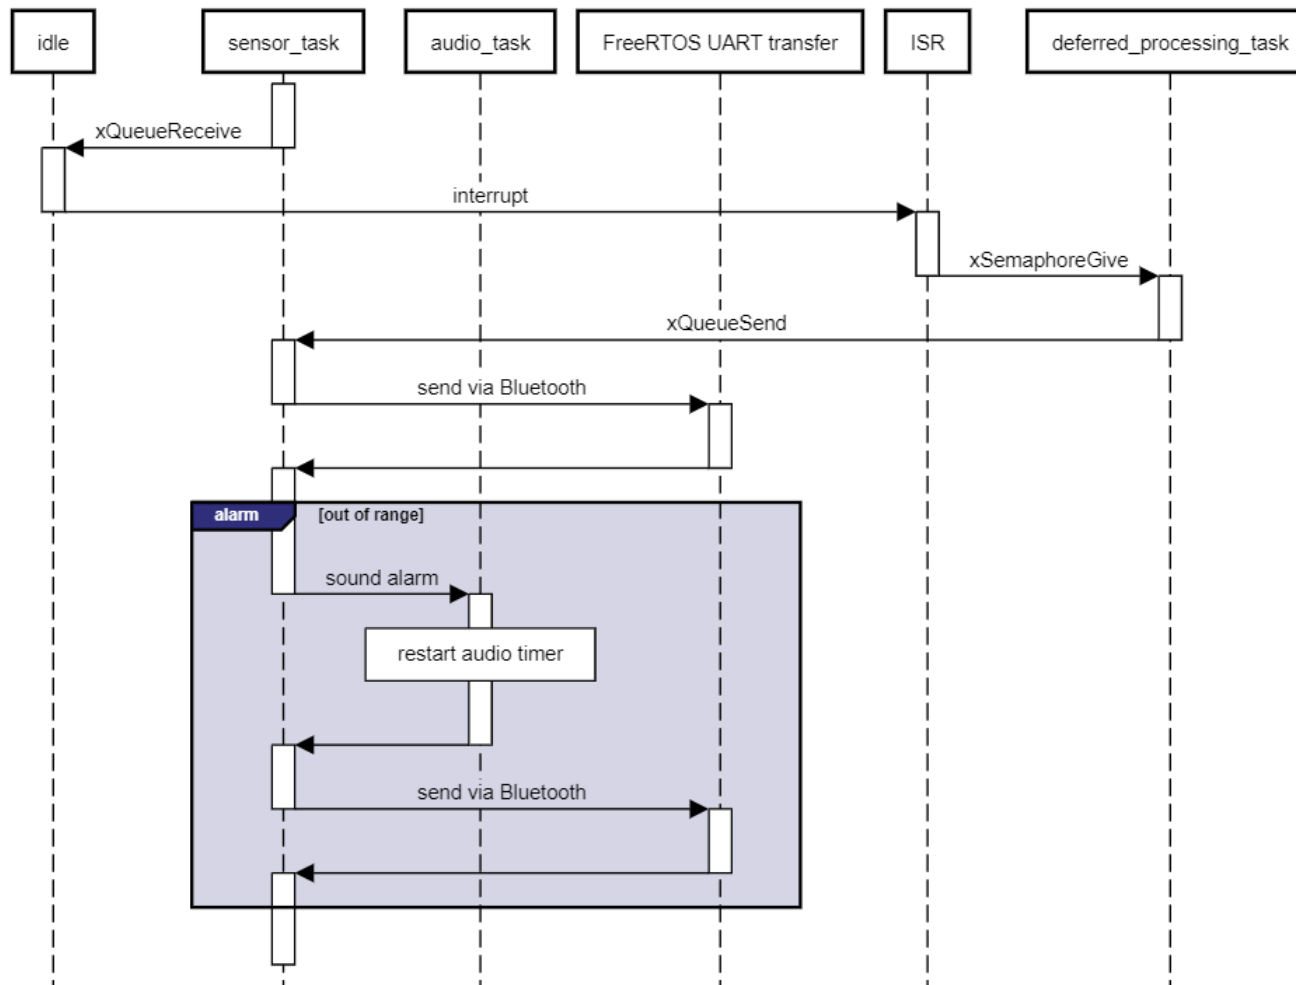 idle
sensor_task
audio_task
FreeRTOS UART transfer
ISR
deferred_processing_task
xQueueReceive
interrupt
xSemaphoreGive
xQueueSend
send via Bluetooth
alarm
[out of range]
sound alarm
restart audio timer
send via Bluetooth